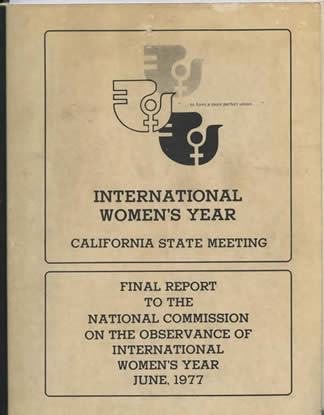 "... to form a more perfect union..."
INTERNATIONAL
WOMEN'S YEAR
CALIFORNIA STATE MEETING
FINAL REPORT
TO THE
NATIONAL COMMISSION
ON THE OBSERVANCE OF
INTERNATIONAL
WOMEN'S YEAR
JUNE, 1977